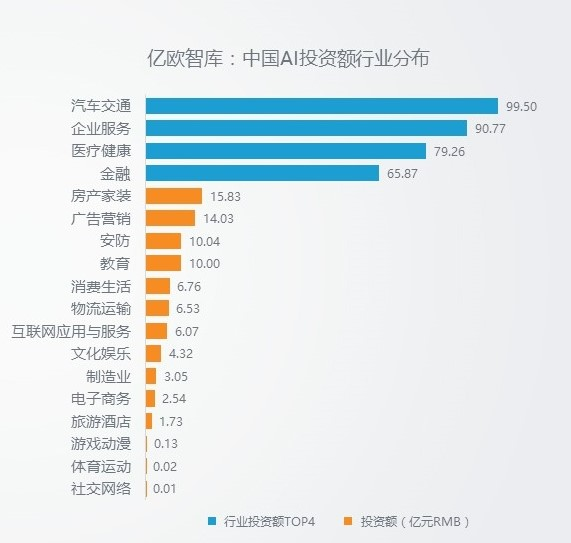 亿欧智库：中国AI投资额行业分布
汽车交通 99.50
企业服务 90.77
医疗健康 79.26
金融 65.87
房产家装 15.83
广告营销 14.03
安防 10.04
教育 10.00
消费生活 6.76
物流运输 6.53
互联网应用与服务 6.07
文化娱乐 4.32
制造业 3.05
电子商务 2.54
旅游酒店 1.73
游戏动漫 0.13
体育运动 0.02
社交网络 0.01
行业投资额TOP4 投资额（亿元RMB）